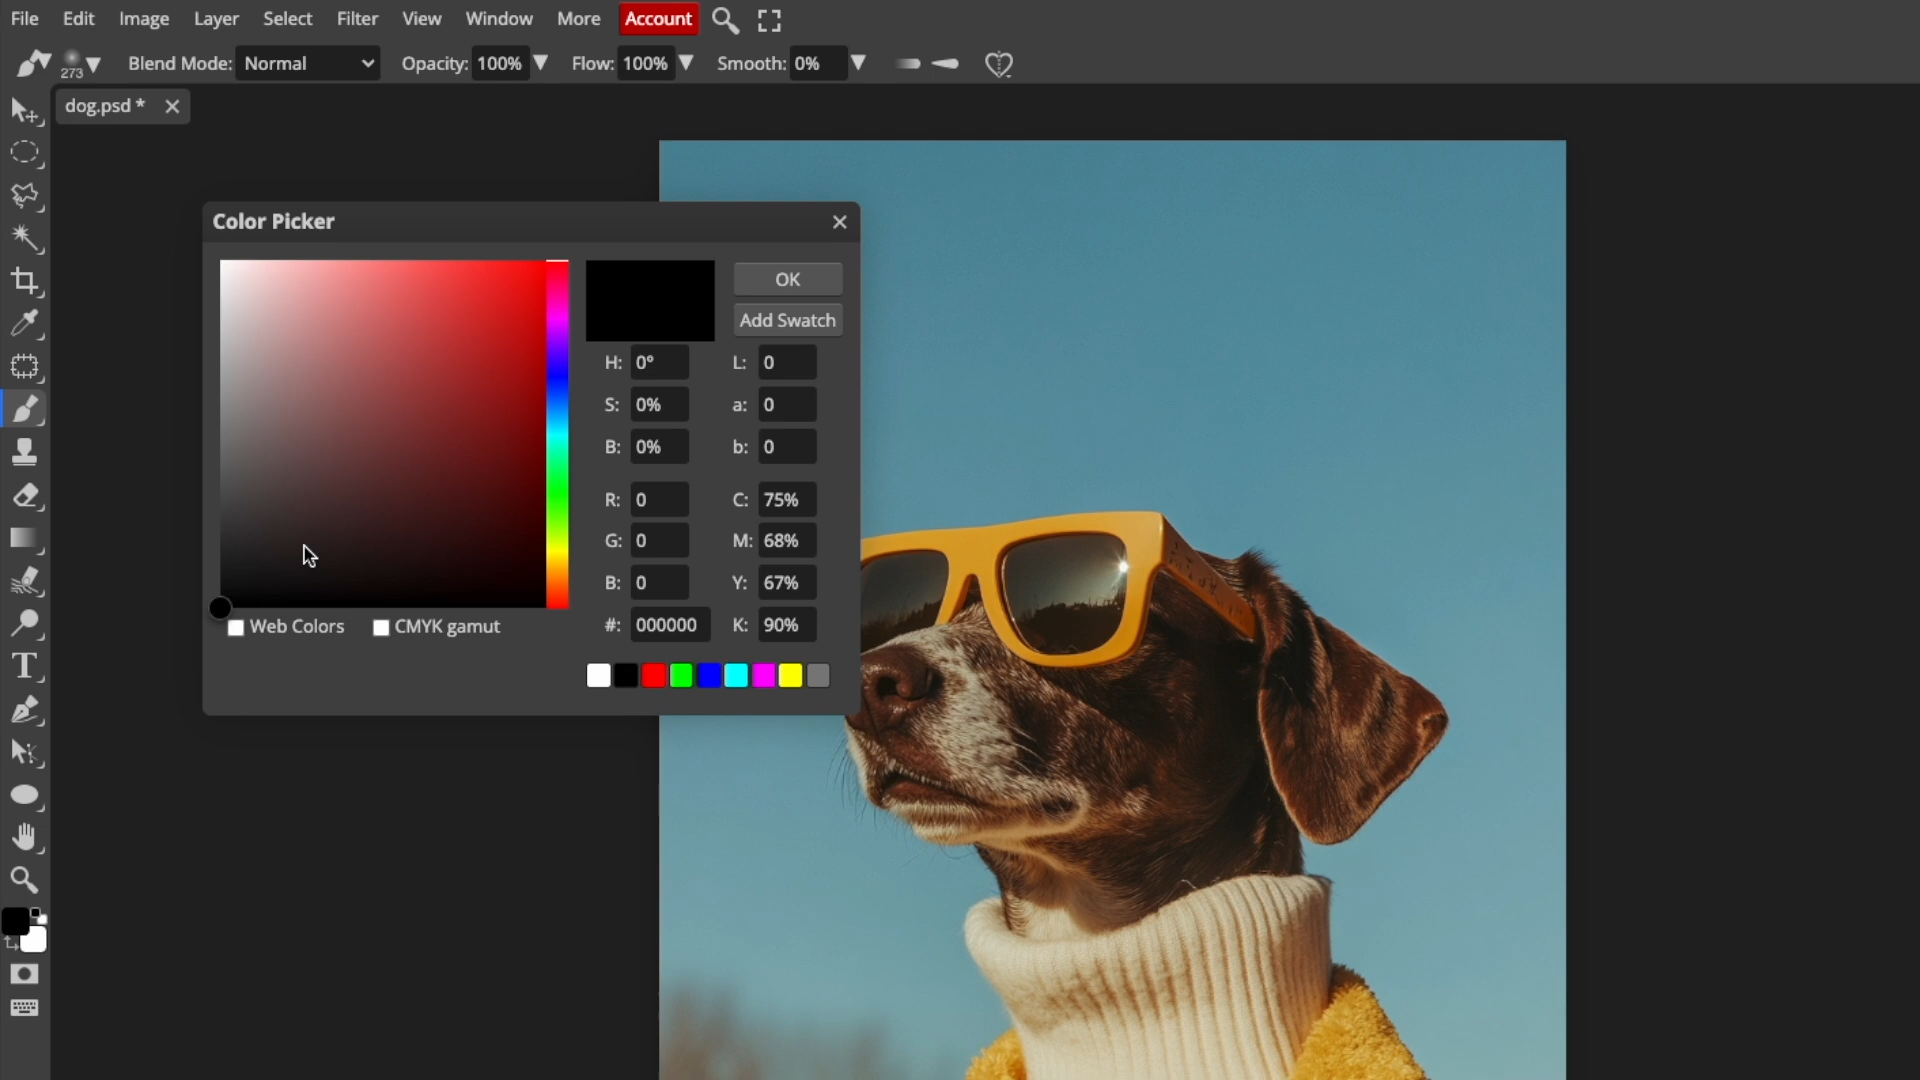 File Edit Image Layer Select Filter View Window More Account
273 Blend Mode: Normal Opacity: 100% Flow: 100% Smooth: 0%
dog.psd *
Color Picker
OK
Add Swatch
H: 0° L: 0
S: 0% a: 0
B: 0% b: 0
R: 0 C: 75%
G: 0 M: 68%
B: 0 Y: 67%
#: 000000 K: 90%
Web Colors CMYK gamut